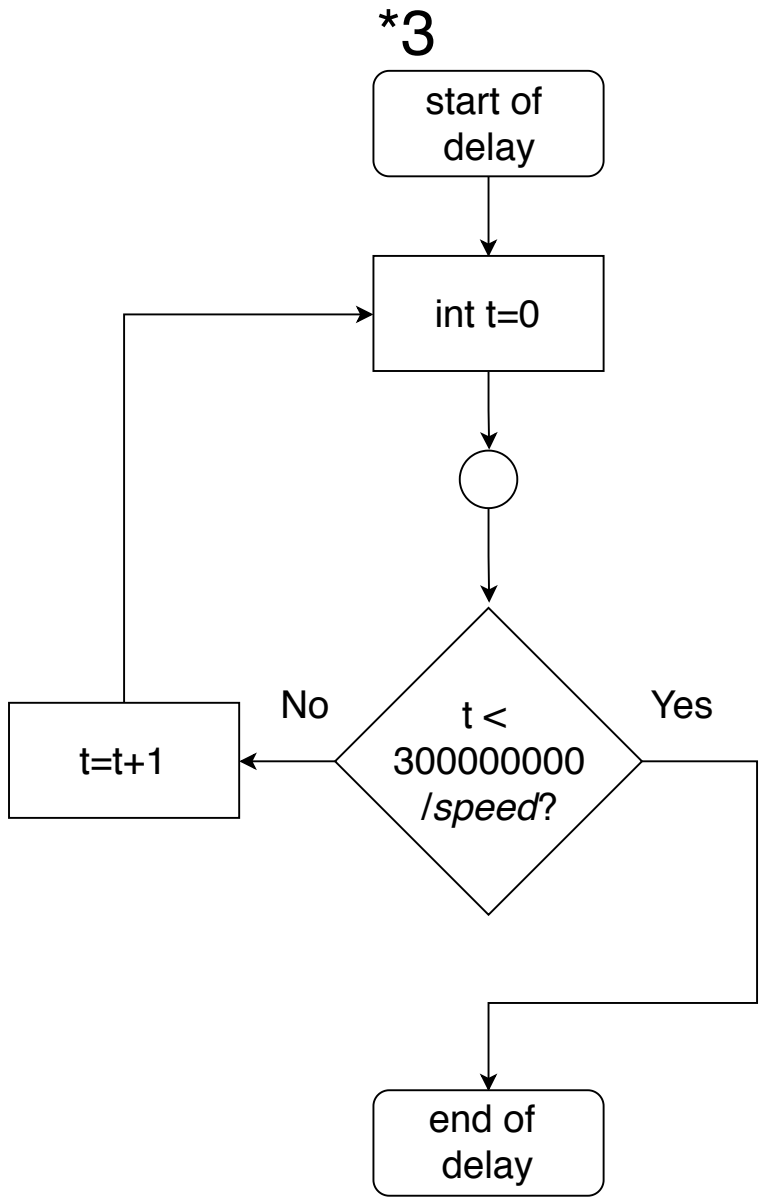 *3
start of
delay
int t=0
No
t <
Yes
300000000
/speed?
t=t+1
end of
delay